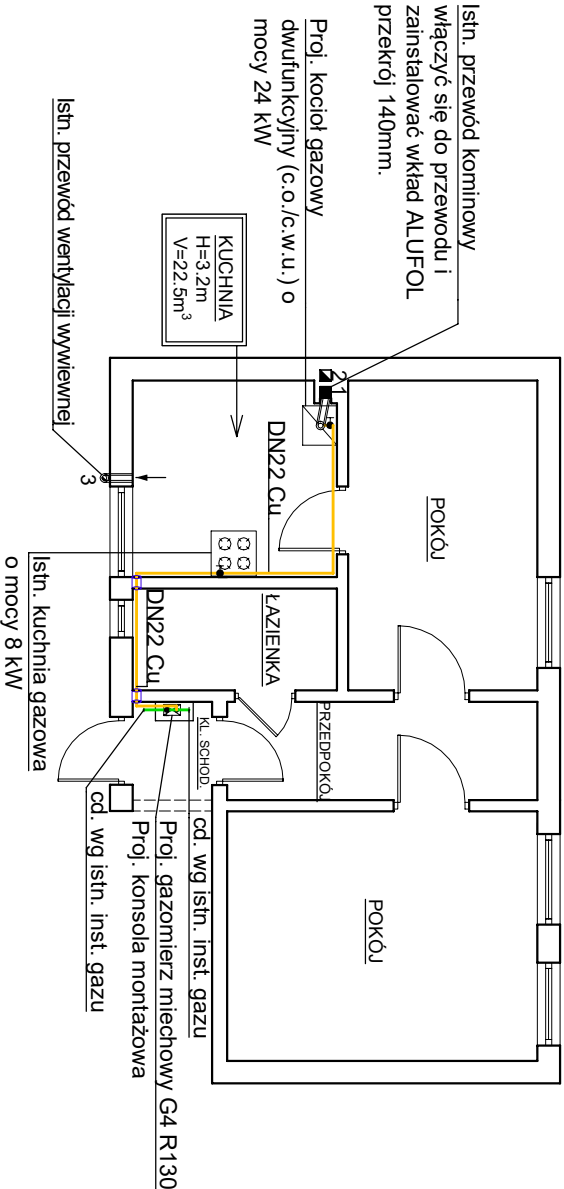 Istn. przewód kominowy
włączyć się do przewodu i
zainstalować wkład ALUFOL
przekrój 140mm.
Proj. kocioł gazowy
dwufunkcyjny (c.o./c.w.u.) o
mocy 24 kW
KUCHNIA
H=3.2m
V=22.5m³
Istn. przewód wentylacji wywiewnej
2
1
3
POKÓJ
DN22 Cu
ŁAZIENKA
DN22 Cu
PRZEDPOKÓJ
KL. SCHOD.
POKÓJ
Istn. kuchnia gazowa
o mocy 8 kW
cd. wg istn. inst. gazu
Proj. gazomierz miechowy G4 R130
Proj. konsola montażowa
cd. wg istn. inst. gazu